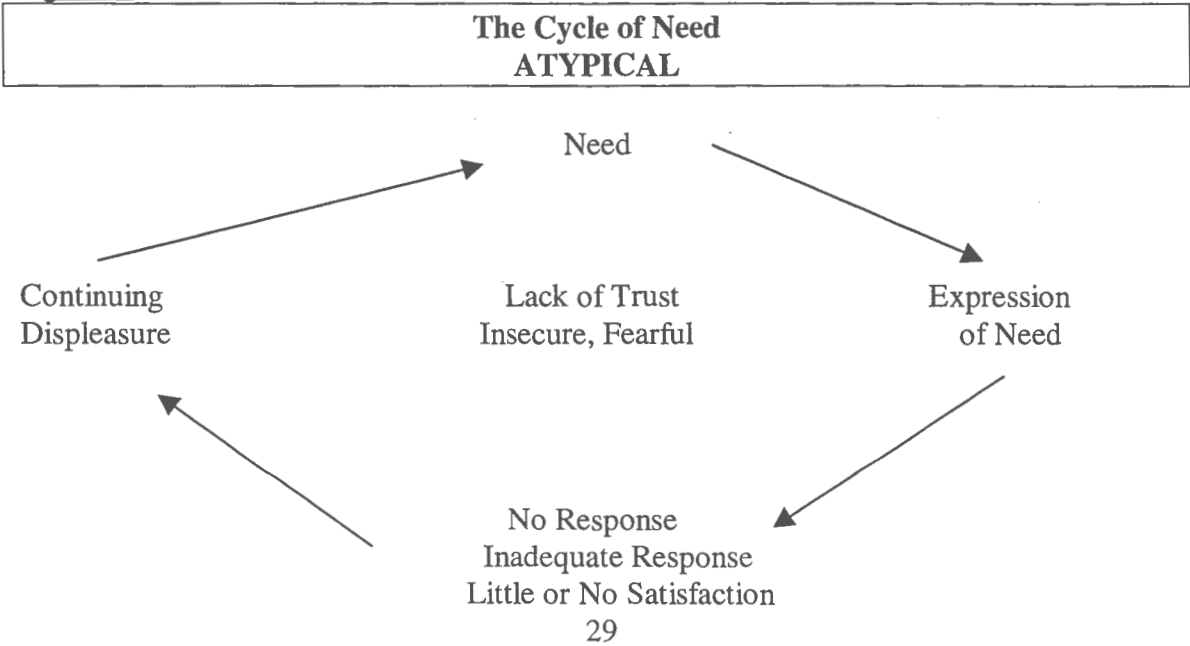 The Cycle of Need
ATYPICAL
Need
Continuing
Displeasure
Lack of Trust
Insecure, Fearful
Expression
of Need
No Response
Inadequate Response
Little or No Satisfaction
29